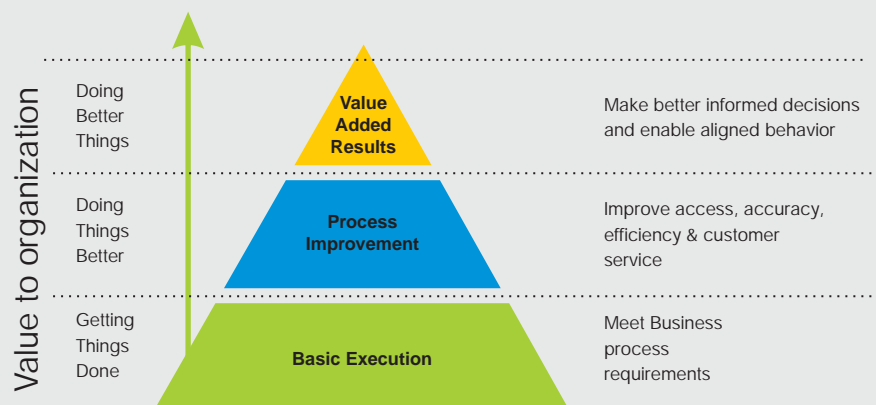 Value to organization
Doing
Better
Things
Value
Added
Results
Make better informed decisions
and enable aligned behavior
Doing
Things
Better
Process
Improvement
Improve access, accuracy,
efficiency & customer
service
Getting
Things
Done
Basic Execution
Meet Business
process
requirements